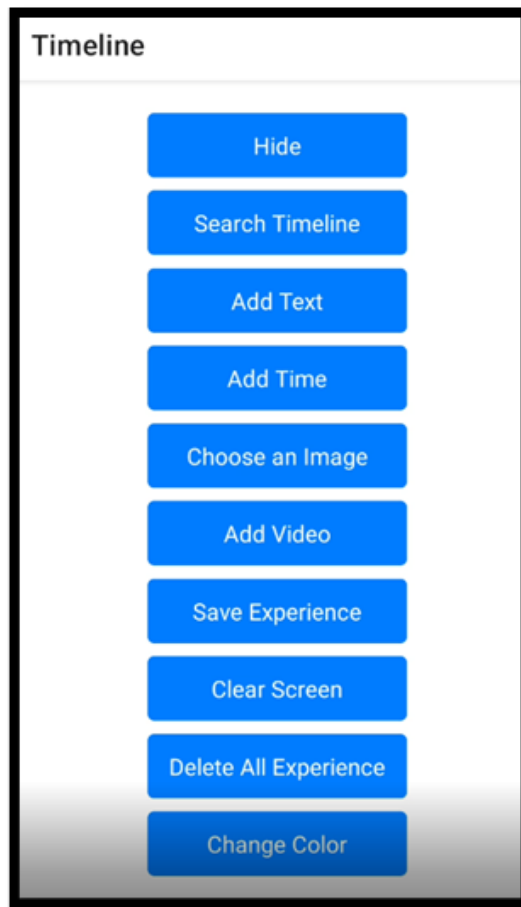 Timeline
Hide
Search Timeline
Add Text
Add Time
Choose an Image
Add Video
Save Experience
Clear Screen
Delete All Experience
Change Color